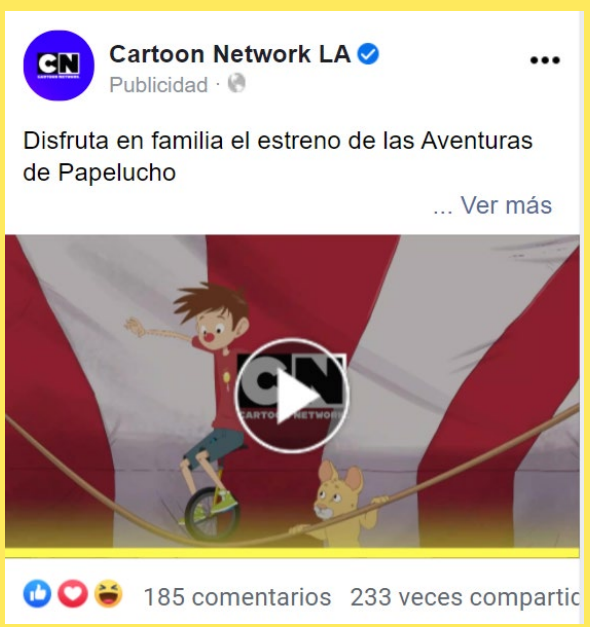 CN
CARTOON NETWORK
Cartoon Network LA
Publicidad ·
Disfruta en familia el estreno de las Aventuras
de Papelucho
... Ver más
CN
185 comentarios 233 veces compartic